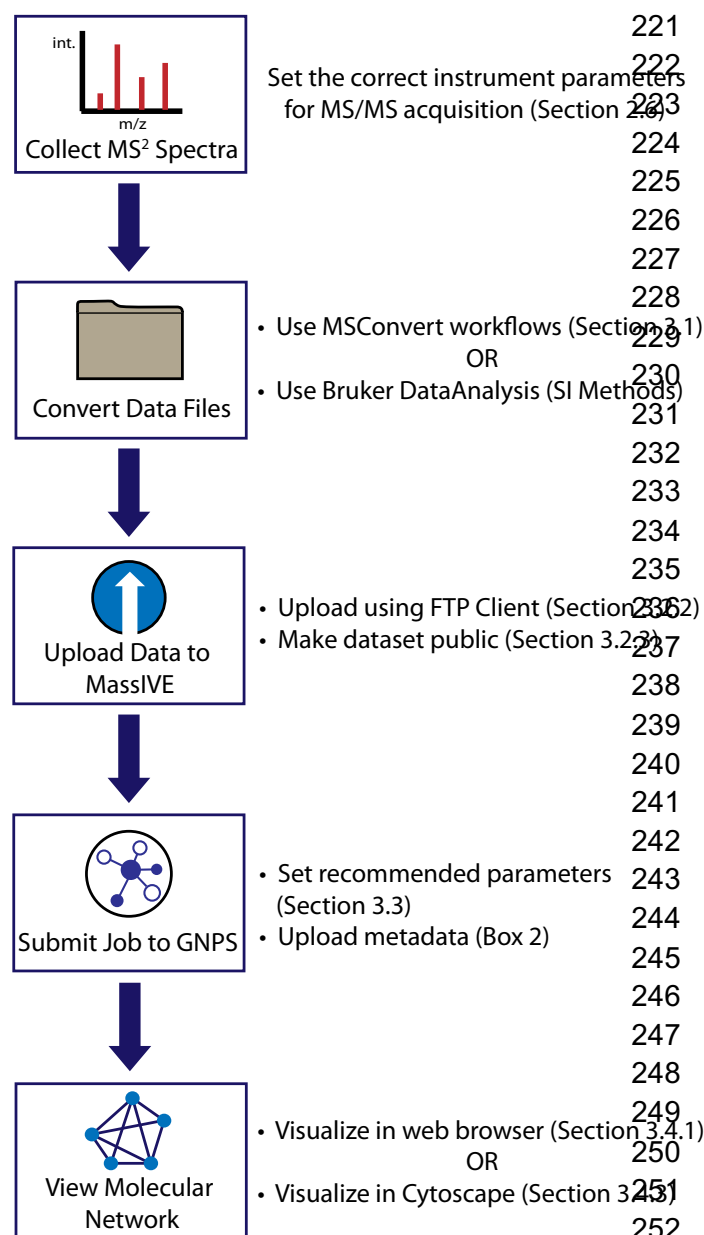 int.
m/z
Collect MS² Spectra
Set the correct instrument parameters
for MS/MS acquisition (Section 2.6)
Convert Data Files
• Use MSConvert workflows (Section 3.1)
OR
• Use Bruker DataAnalysis (SI Methods)
Upload Data to
MassIVE
• Upload using FTP Client (Section 3.2.2)
• Make dataset public (Section 3.2.3)
Submit Job to GNPS
• Set recommended parameters
(Section 3.3)
• Upload metadata (Box 2)
View Molecular
Network
• Visualize in web browser (Section 3.4.1)
OR
• Visualize in Cytoscape (Section 3.4.3)
221
222
223
224
225
226
227
228
229
230
231
232
233
234
235
236
237
238
239
240
241
242
243
244
245
246
247
248
249
250
251
252